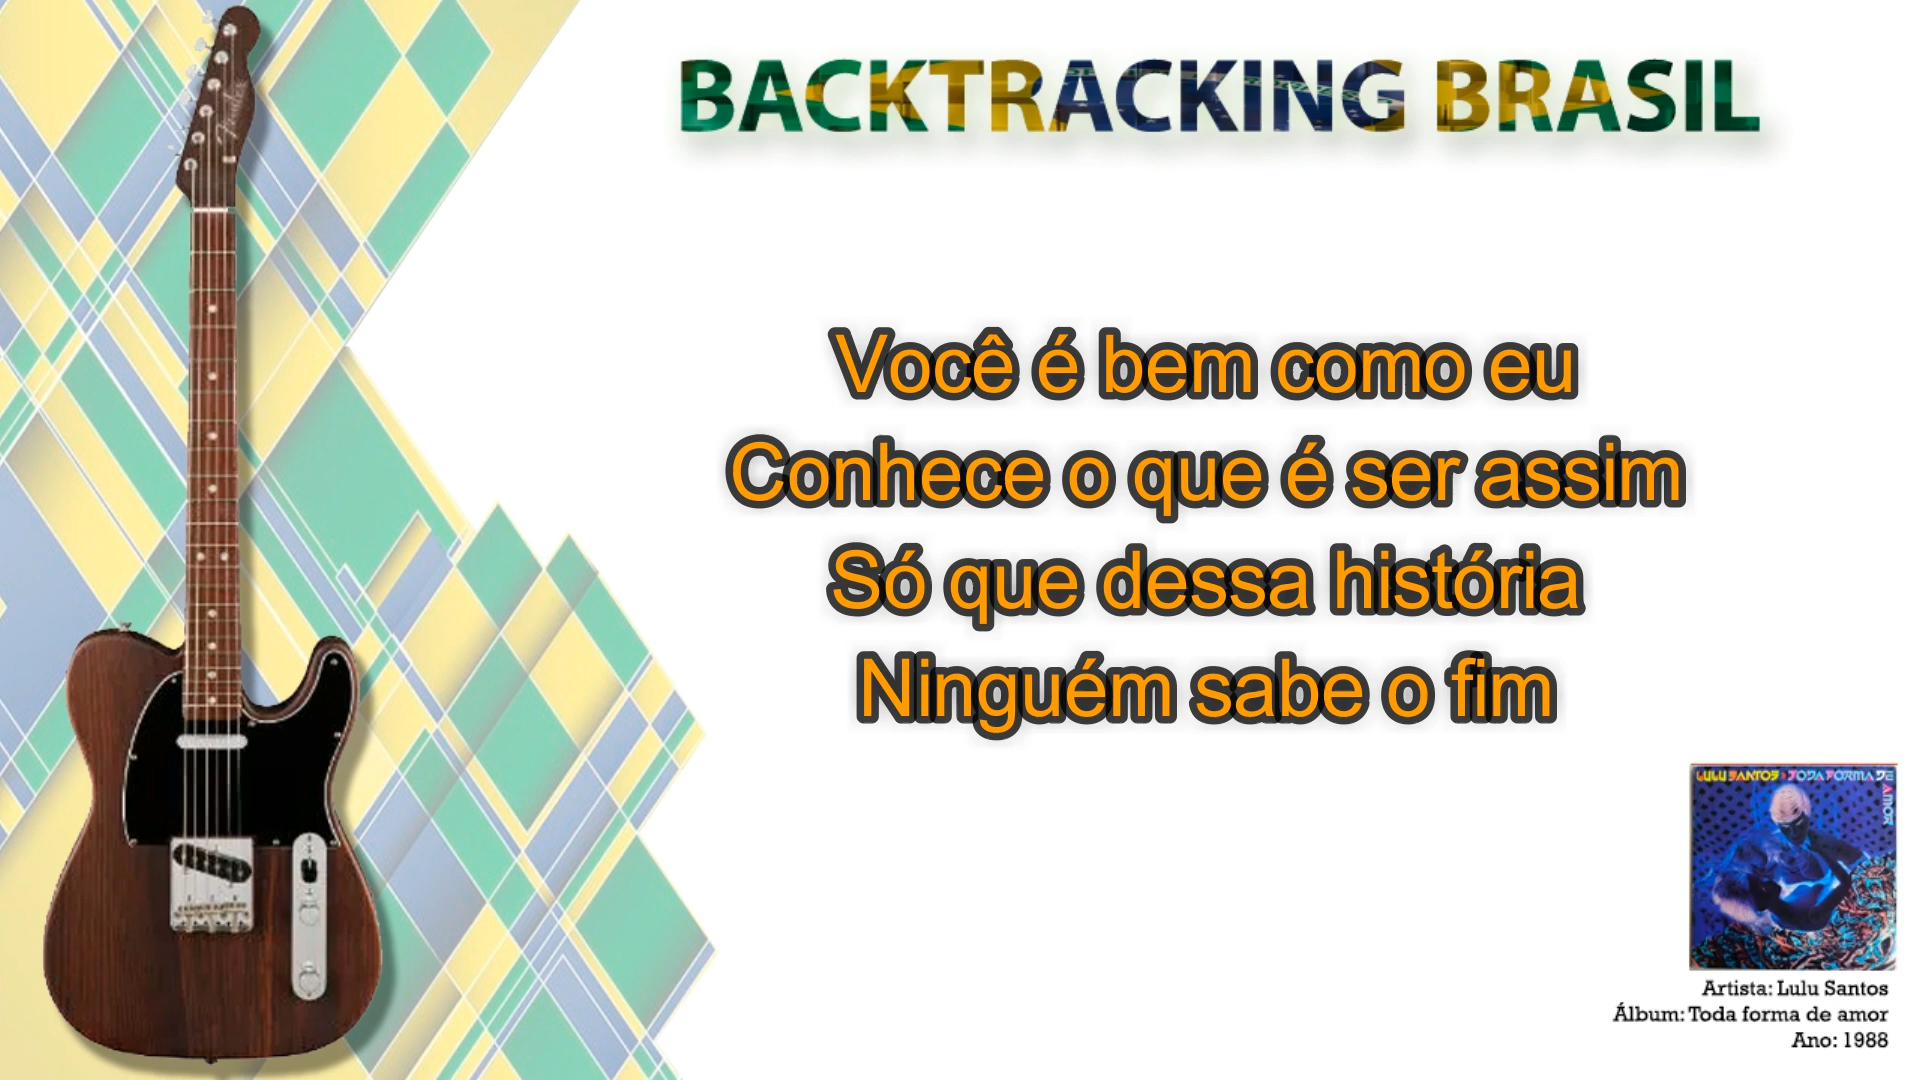 BACKTRACKING BRASIL
Fender
Você é bem como eu
Conhece o que é ser assim
Só que dessa história
Ninguém sabe o fim
LULU SANTOS TODA FORMA DE
AMOR
Artista: Lulu Santos
Álbum: Toda forma de amor
Ano: 1988